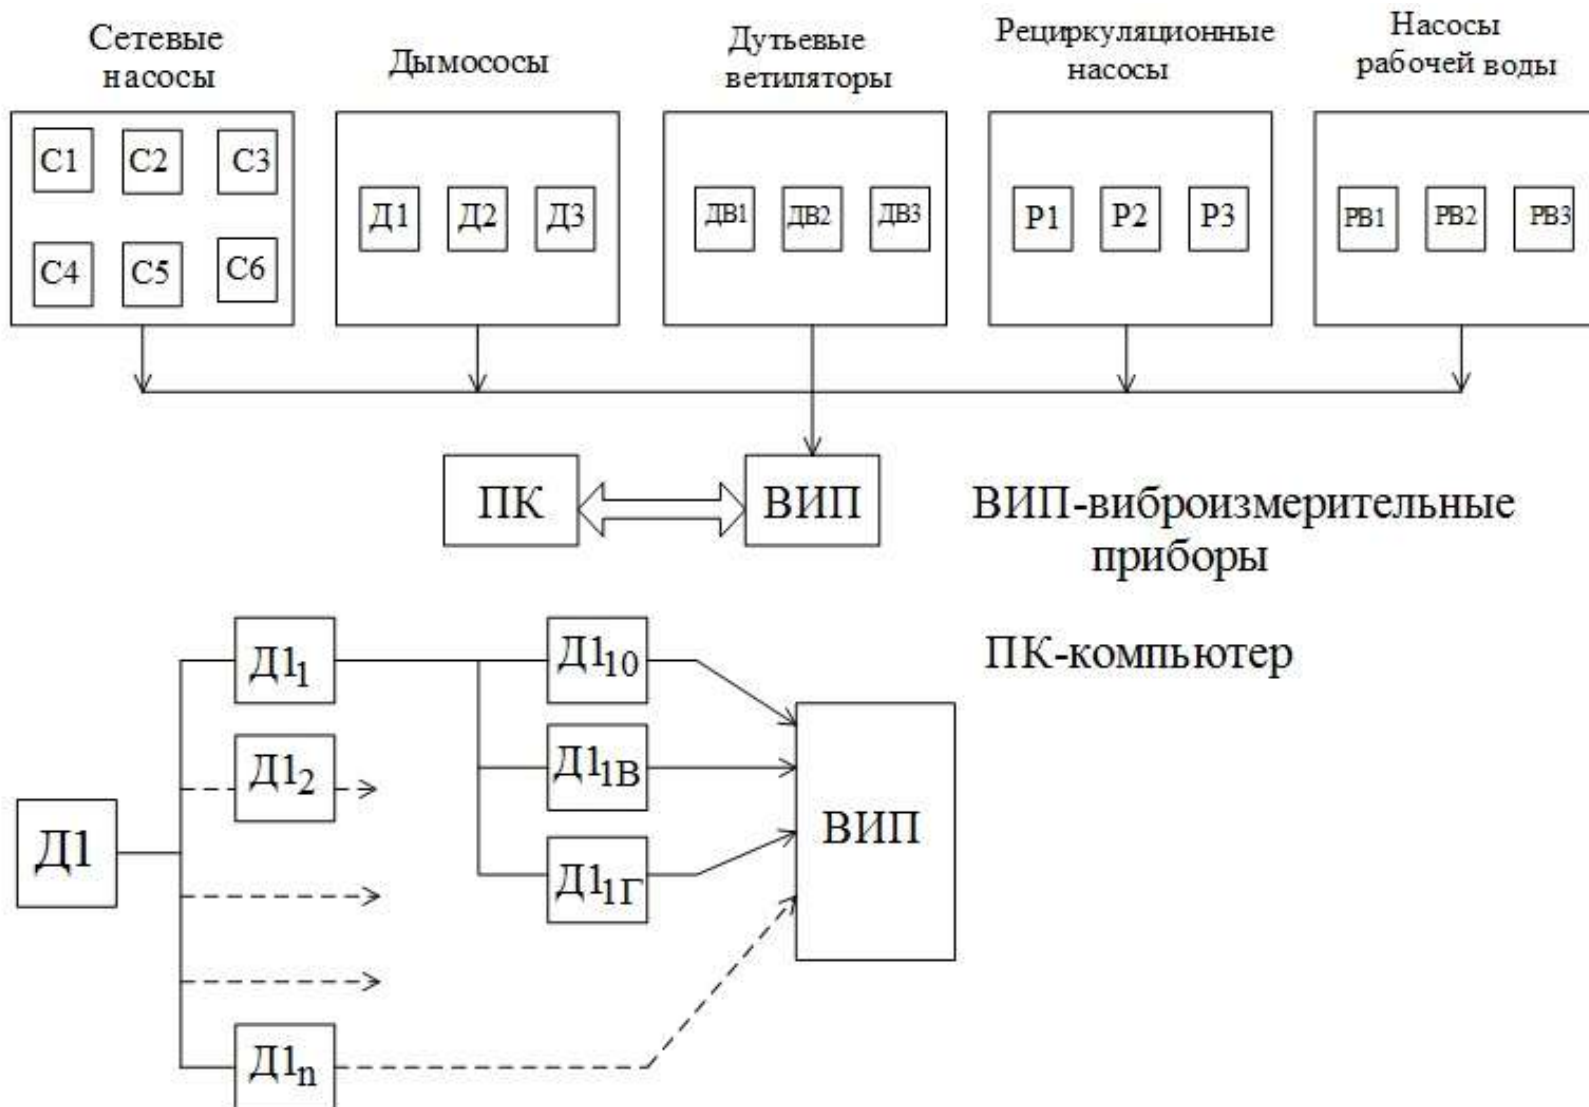 Сетевые
насосы
Дымососы
Дутьевые
ветиляторы
Рециркуляционные
насосы
Насосы
рабочей воды
С1 С2 С3
С4 С5 С6
Д1 Д2 Д3
ДВ1 ДВ2 ДВ3
Р1 Р2 Р3
РВ1 РВ2 РВ3
ПК
ВИП
ВИП-виброизмерительные
приборы
ПК-компьютер
Д1
Д1₁
Д1₂
Д1n
Д1₁₀
Д1₁В
Д1₁Г
ВИП